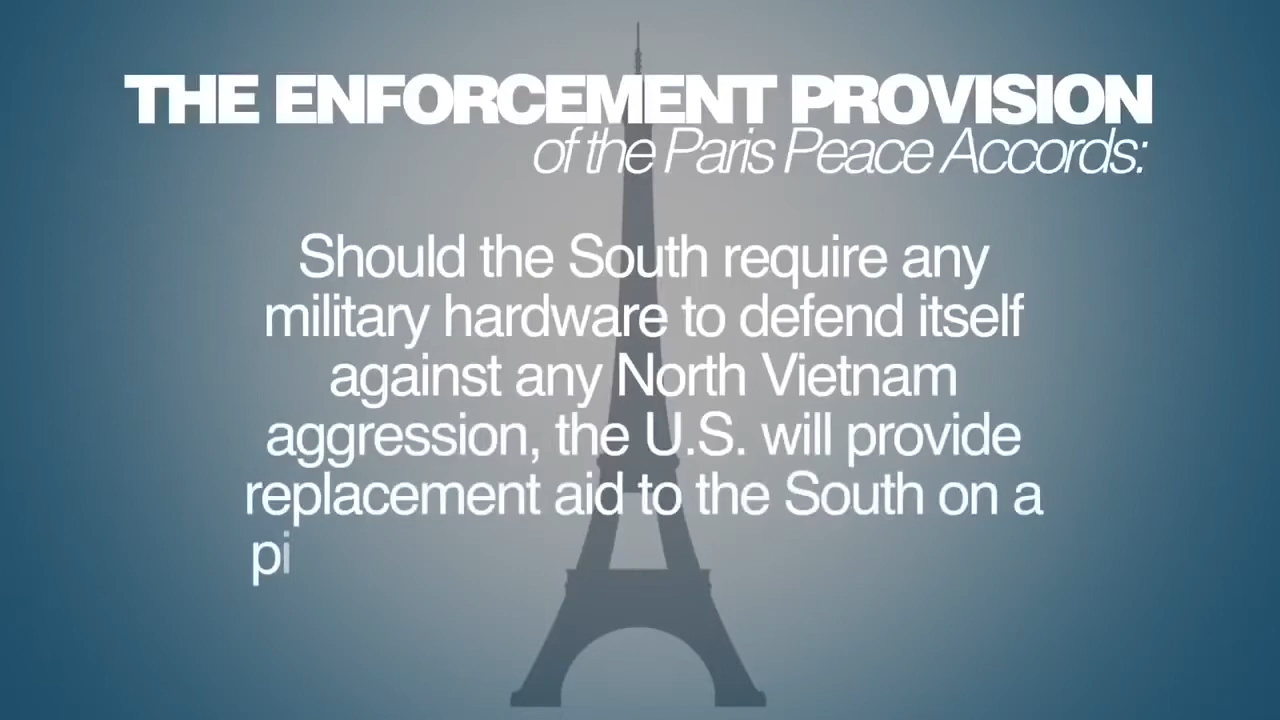 THE ENFORCEMENT PROVISION
of the Paris Peace Accords:
Should the South require any
military hardware to defend itself
against any North Vietnam
aggression, the U.S. will provide
replacement aid to the South on a
pi